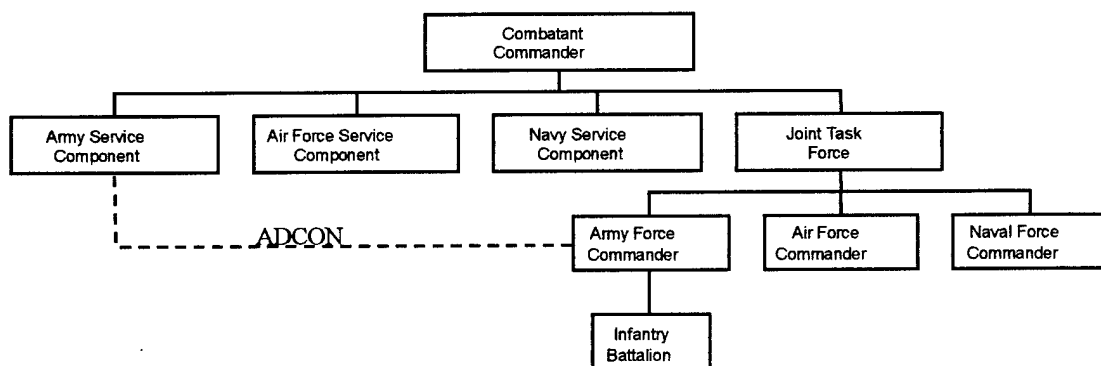 Combatant
Commander
Army Service
Component
Air Force Service
Component
Navy Service
Component
Joint Task
Force
ADCON
Army Force
Commander
Air Force
Commander
Naval Force
Commander
Infantry
Battalion